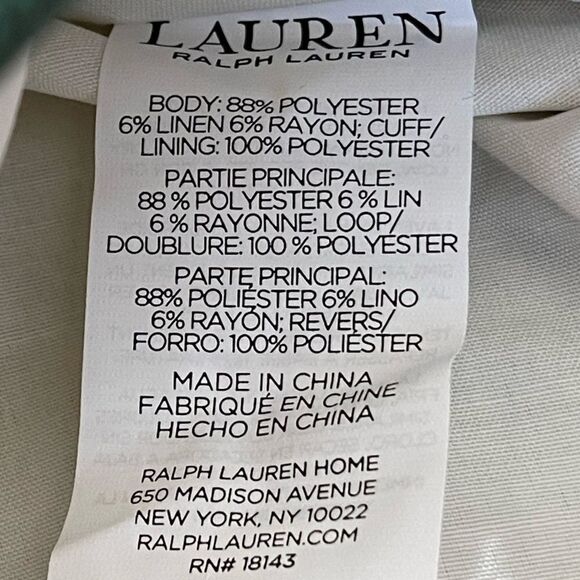 LAUREN
RALPH LAUREN
BODY: 88% POLYESTER
6% LINEN 6% RAYON; CUFF/
LINING: 100% POLYESTER
PARTIE PRINCIPALE:
88 % POLYESTER 6 % LIN
6 % RAYONNE; LOOP/
DOUBLURE: 100 % POLYESTER
PARTE PRINCIPAL:
88% POLIÉSTER 6% LINO
6% RAYÓN; REVERS/
FORRO: 100% POLIÉSTER
MADE IN CHINA
FABRIQUÉ EN CHINE
HECHO EN CHINA
RALPH LAUREN HOME
650 MADISON AVENUE
NEW YORK, NY 10022
RALPHLAUREN.COM
RN# 18143